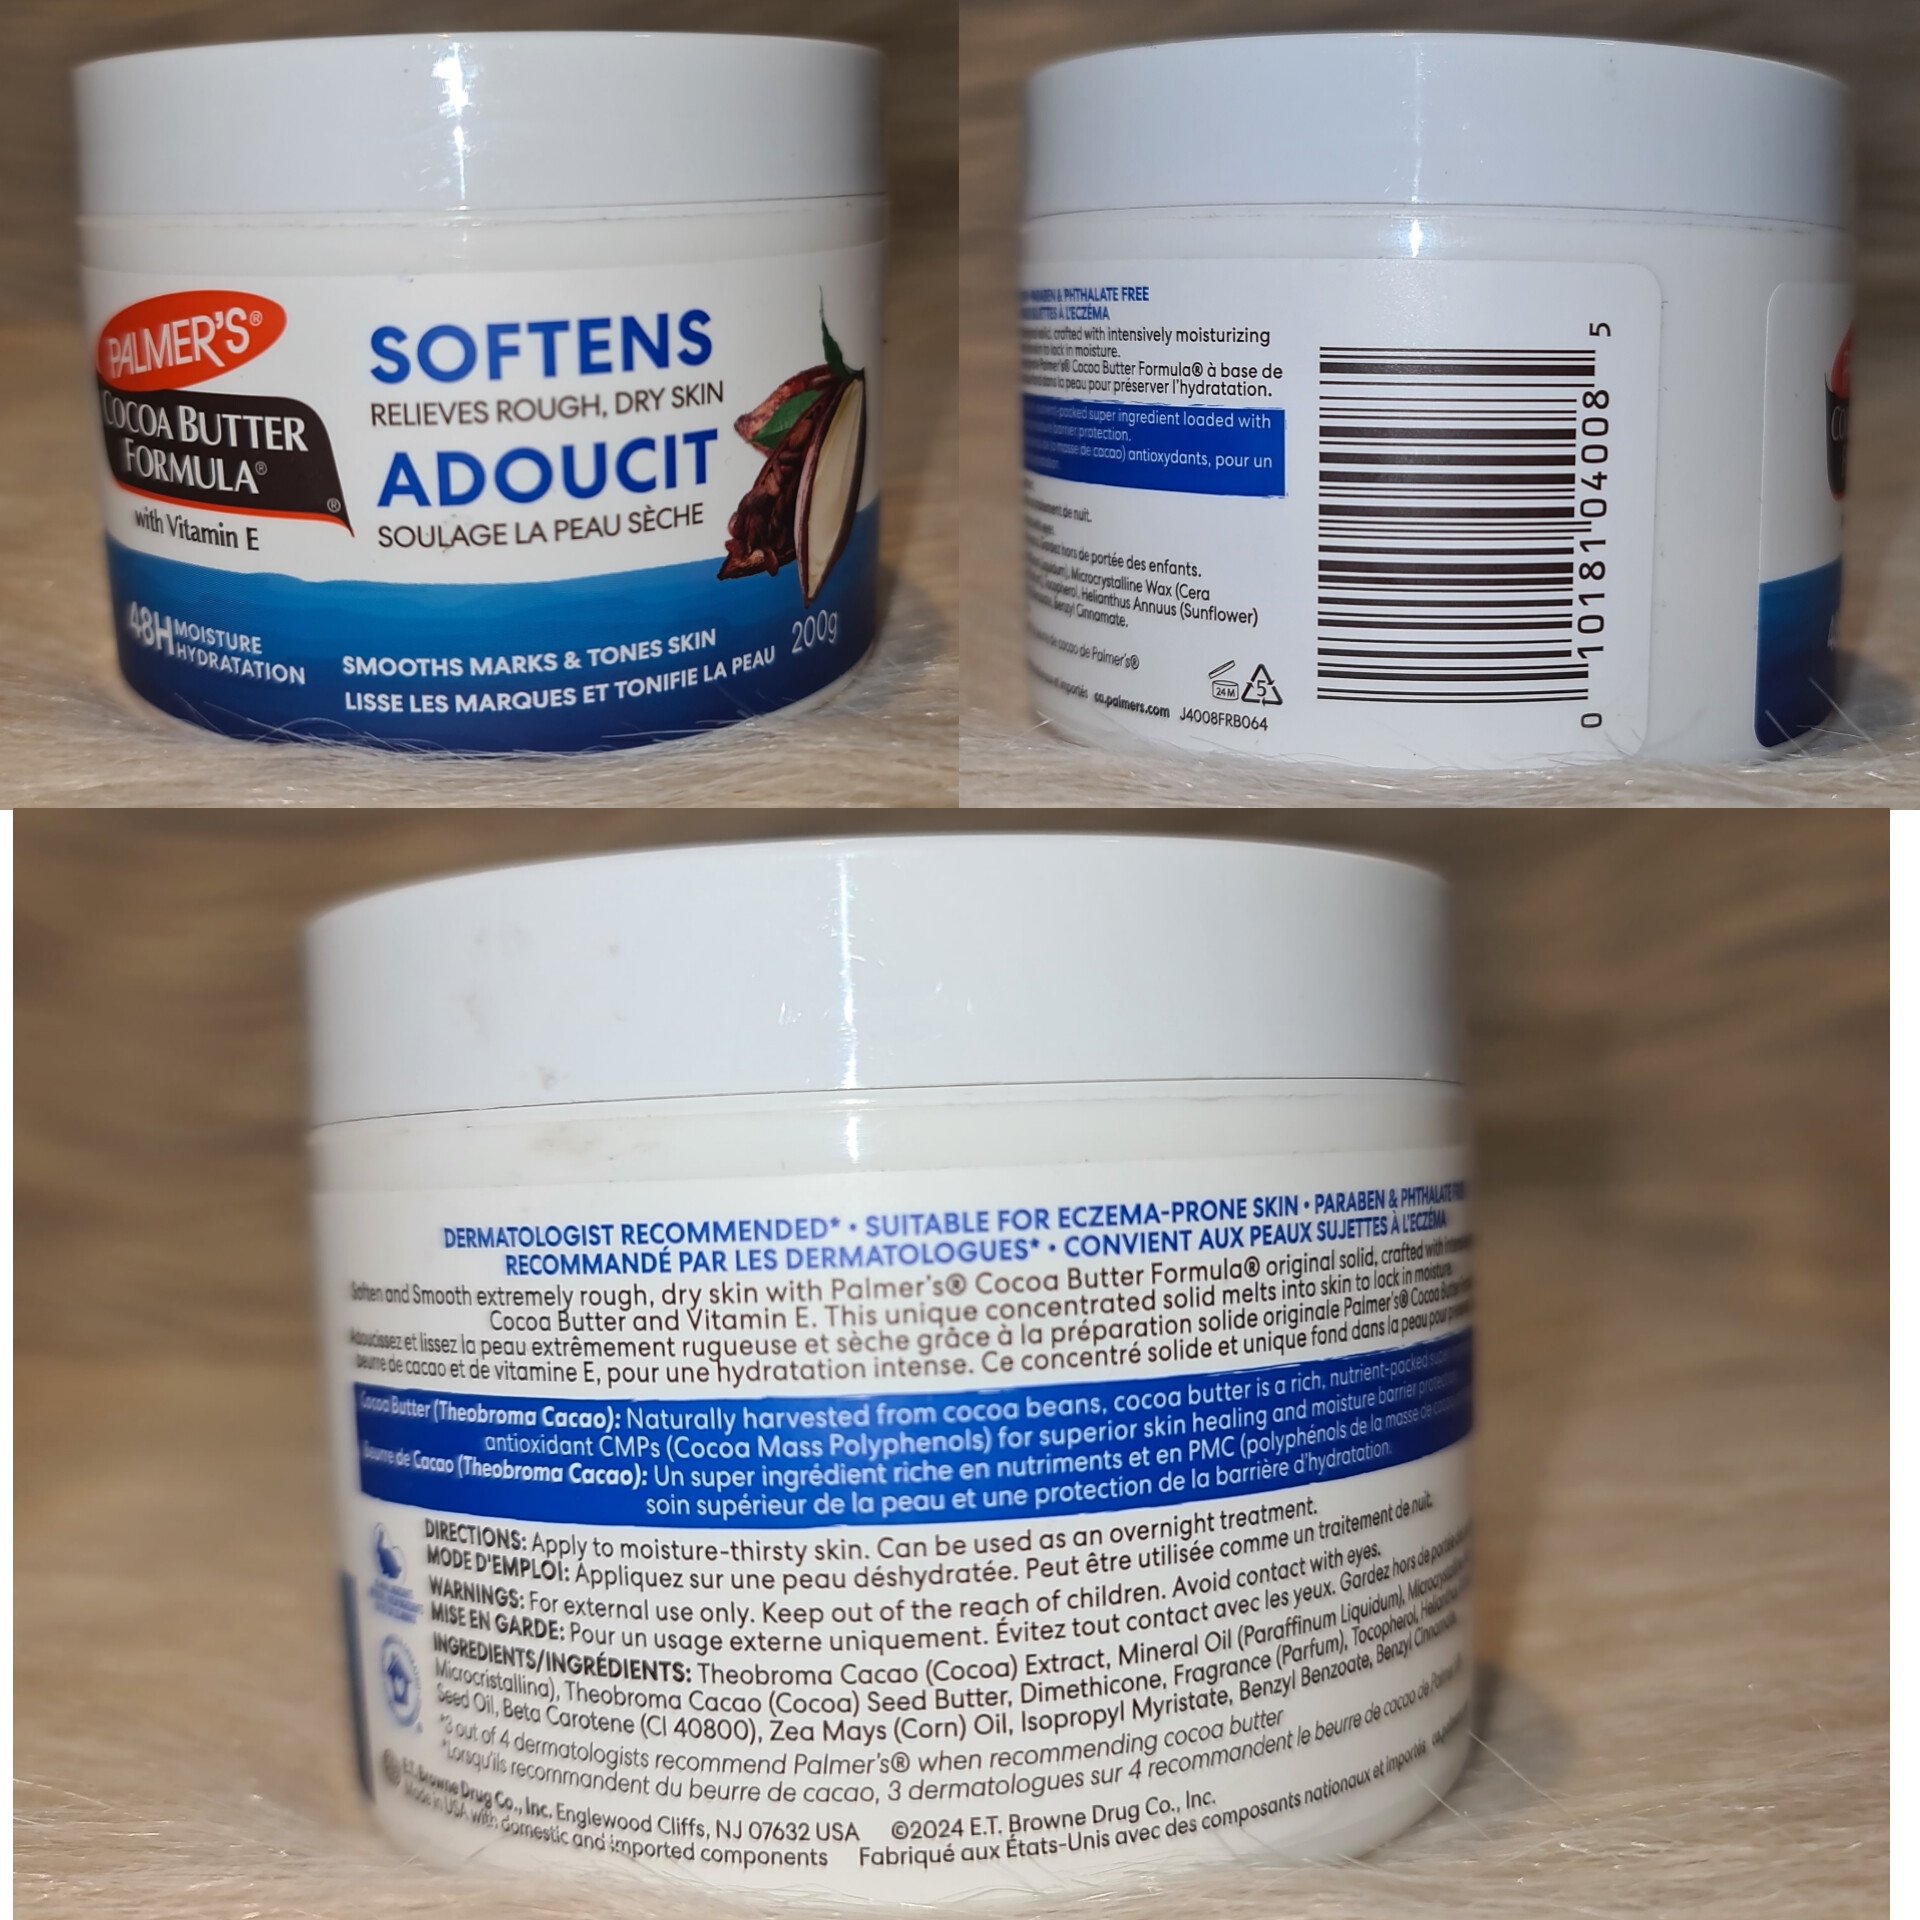 PALMER'S®
COCOA BUTTER
FORMULA®
®
with Vitamin E
48H MOISTURE
HYDRATATION
SOFTENS
RELIEVES ROUGH, DRY SKIN
ADOUCIT
SOULAGE LA PEAU SÈCHE
SMOOTHS MARKS & TONES SKIN
LISSE LES MARQUES ET TONIFIE LA PEAU
200g
& PHTHALATE FREE
À L'ECZÉMA
crafted with intensively moisturizing
to lock in moisture.
Cocoa Butter Formula® à base de
dans la peau pour préserver l'hydratation.
super ingredient loaded with
barrier protection.
masse de cacao) antioxydants, pour un
de nuit.
hors de portée des enfants.
Microcrystalline Wax (Cera
Helianthus Annuus (Sunflower)
Benzyl Cinnamate.
de cacao de Palmer's®
ca.palmers.com J4008FRB064
24 M
5
0 10181 04008 5
DERMATOLOGIST RECOMMENDED* • SUITABLE FOR ECZEMA-PRONE SKIN • PARABEN & PHTHALATE
RECOMMANDÉ PAR LES DERMATOLOGUES* • CONVIENT AUX PEAUX SUJETTES À L'ECZÉMA
Soften and Smooth extremely rough, dry skin with Palmer's® Cocoa Butter Formula® original solid, crafted with
Cocoa Butter and Vitamin E. This unique concentrated solid melts into skin to lock in moisture.
Adoucissez et lissez la peau extrêmement rugueuse et sèche grâce à la préparation solide originale Palmer's® Cocoa
beurre de cacao et de vitamine E, pour une hydratation intense. Ce concentré solide et unique fond dans la peau pour
Cocoa Butter (Theobroma Cacao): Naturally harvested from cocoa beans, cocoa butter is a rich, nutrient-packed
antioxidant CMPs (Cocoa Mass Polyphenols) for superior skin healing and moisture barrier
Beurre de Cacao (Theobroma Cacao): Un super ingrédient riche en nutriments et en PMC (polyphénols de la masse de
soin supérieur de la peau et une protection de la barrière d'hydratation.
DIRECTIONS: Apply to moisture-thirsty skin. Can be used as an overnight treatment.
MODE D'EMPLOI: Appliquez sur une peau déshydratée. Peut être utilisée comme un traitement de nuit.
WARNINGS: For external use only. Keep out of the reach of children. Avoid contact with eyes.
MISE EN GARDE: Pour un usage externe uniquement. Évitez tout contact avec les yeux. Gardez hors de
INGREDIENTS/INGRÉDIENTS: Theobroma Cacao (Cocoa) Extract, Mineral Oil (Paraffinum Liquidum),
Microcristallina), Theobroma Cacao (Cocoa) Seed Butter, Dimethicone, Fragrance (Parfum), Tocopherol,
Seed Oil, Beta Carotene (CI 40800), Zea Mays (Corn) Oil, Isopropyl Myristate, Benzyl Benzoate, Benzyl
*3 out of 4 dermatologists recommend Palmer's® when recommending cocoa butter
*Lorsqu'ils recommandent du beurre de cacao, 3 dermatologues sur 4 recommandent le beurre de cacao de
E.T. Browne Drug Co., Inc. Englewood Cliffs, NJ 07632 USA ©2024 E.T. Browne Drug Co., Inc.
Made in USA with domestic and imported components Fabriqué aux États-Unis avec des composants nationaux et importés